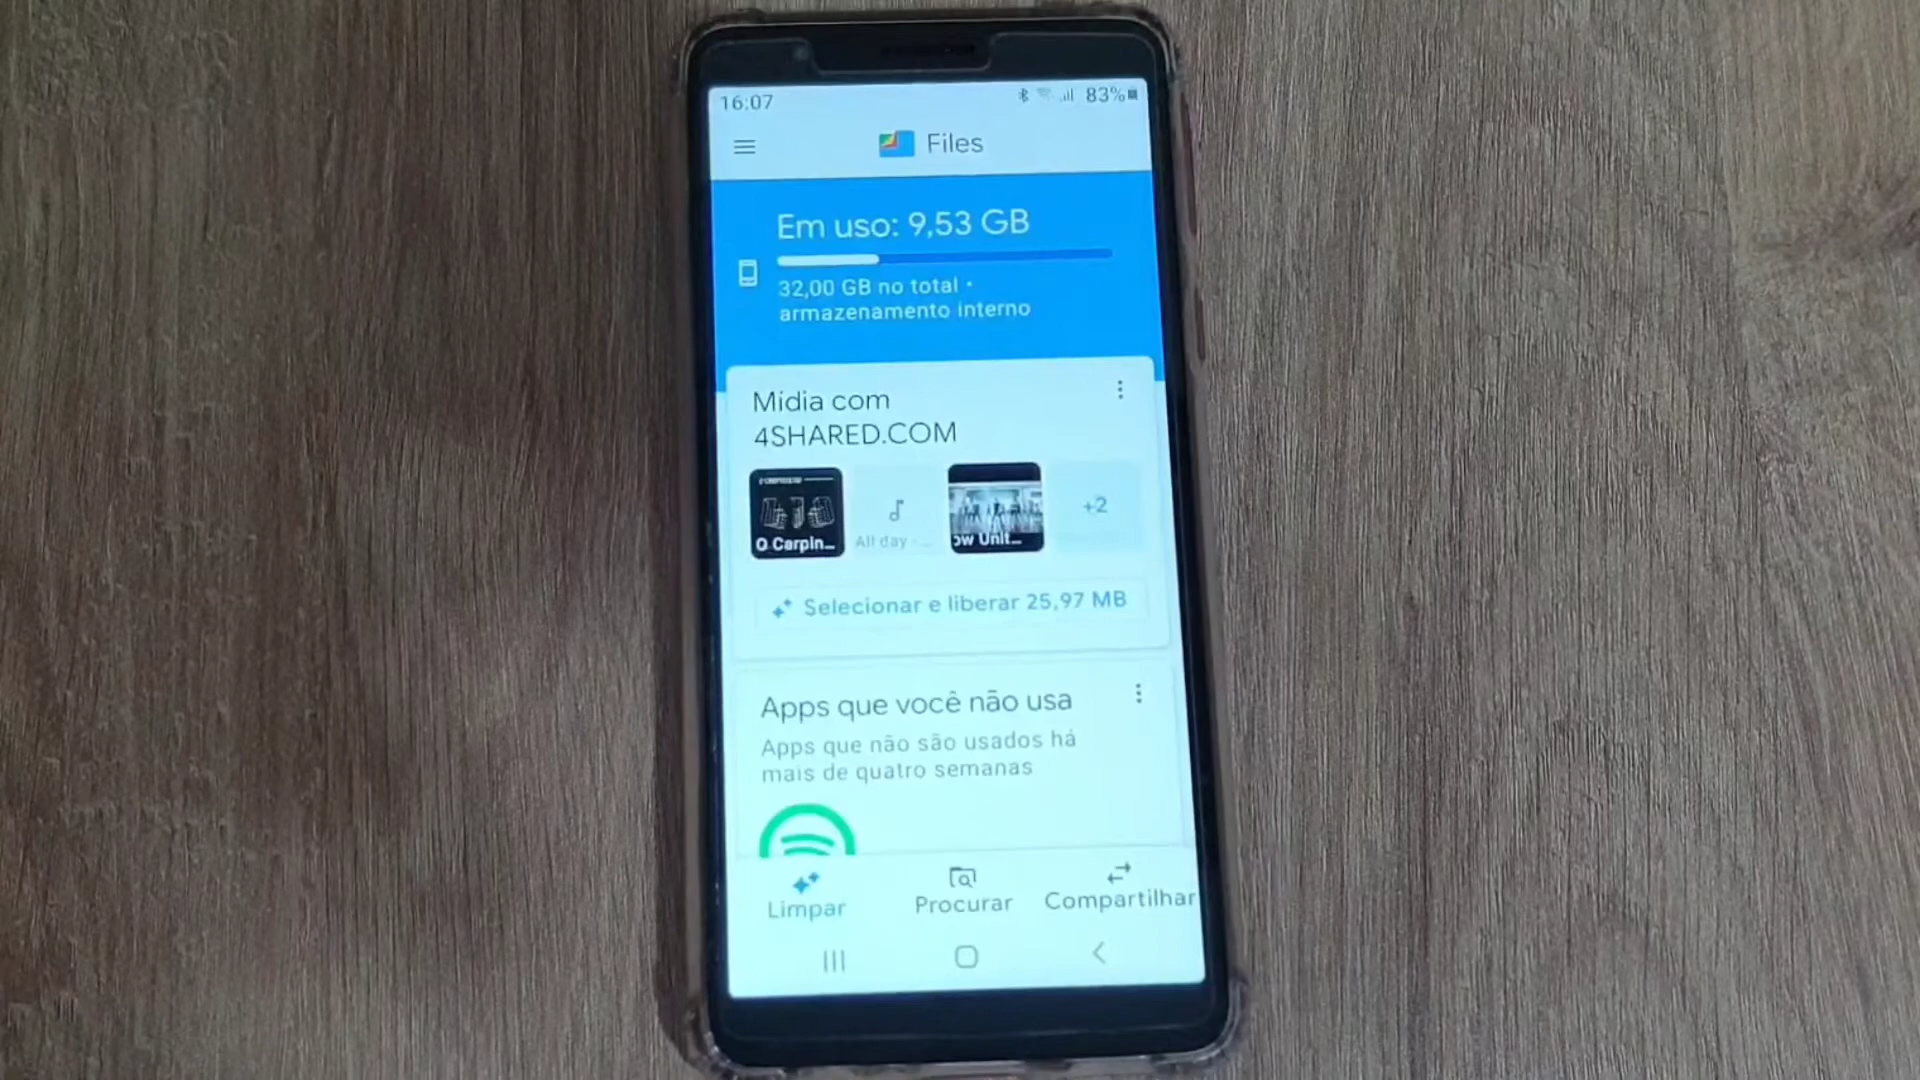 16:07
83%
Files
Em uso: 9,53 GB
32,00 GB no total •
armazenamento interno
Mídia com
4SHARED.COM
O Carpin...
All day -...
ow Unit...
+2
Selecionar e liberar 25,97 MB
Apps que você não usa
Apps que não são usados há
mais de quatro semanas
Limpar
Procurar
Compartilhar